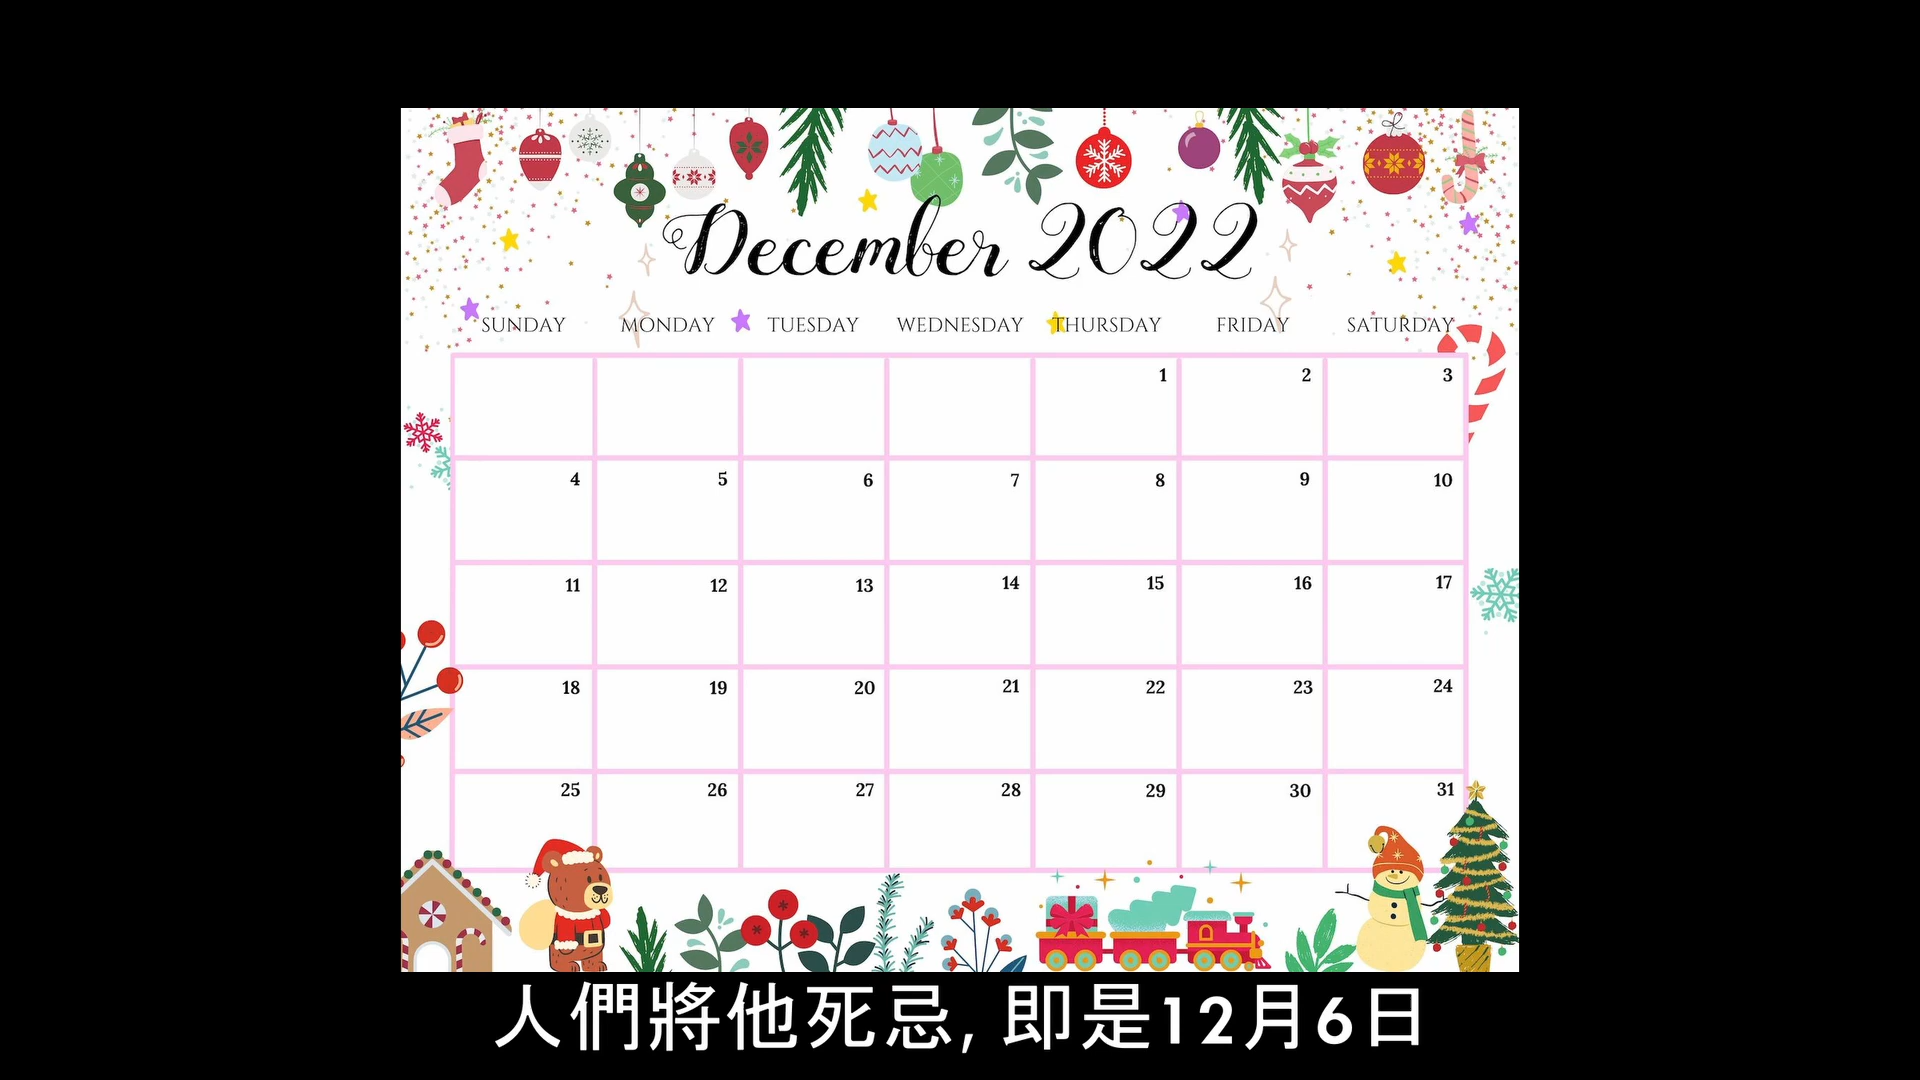 December 2022
SUNDAY MONDAY TUESDAY WEDNESDAY THURSDAY FRIDAY SATURDAY
1 2 3
4 5 6 7 8 9 10
11 12 13 14 15 16 17
18 19 20 21 22 23 24
25 26 27 28 29 30 31
人們將他死忌, 即是12月6日